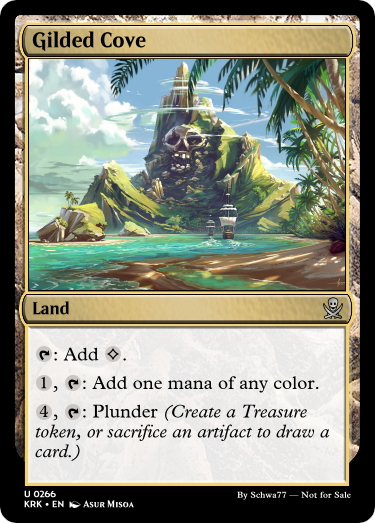 Gilded Cove
Land
: Add .
1, : Add one mana of any color.
4, : Plunder (Create a Treasure
token, or sacrifice an artifact to draw a
card.)
U 0266
KRK • EN Asur Misoa
By Schwa77 — Not for Sale